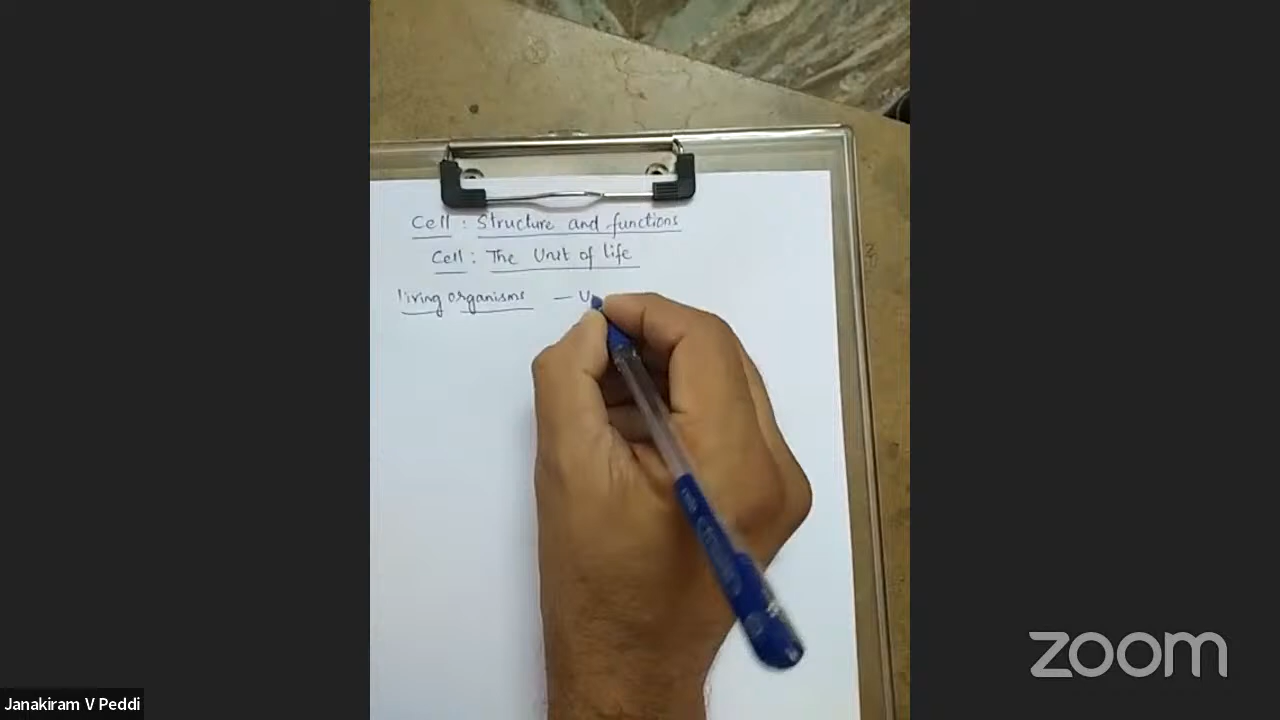 Cell : Structure and functions
Cell : The Unit of life
living organisms — U
Janakiram V Peddi
zoom